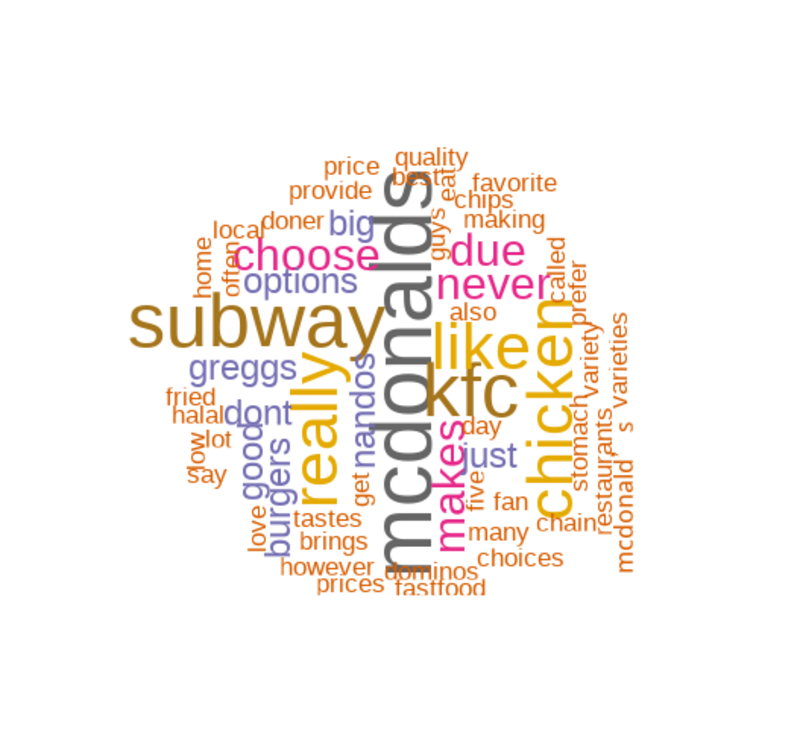 quality
price
best
eat
favorite
provide
chips
guys
making
doner
big
local
choose
due
home
often
options
never
called
prefer
subway
mcdonalds
also
like
chicken
variety
varieties
greggs
really
nandos
kfc
fried
halal
dont
stomach
restaurants
’s
day
low
lot
good
burgers
makes
just
say
get
five
fan
mcdonald
love
tastes
chain
brings
many
choices
however
dominos
prices
fastfood